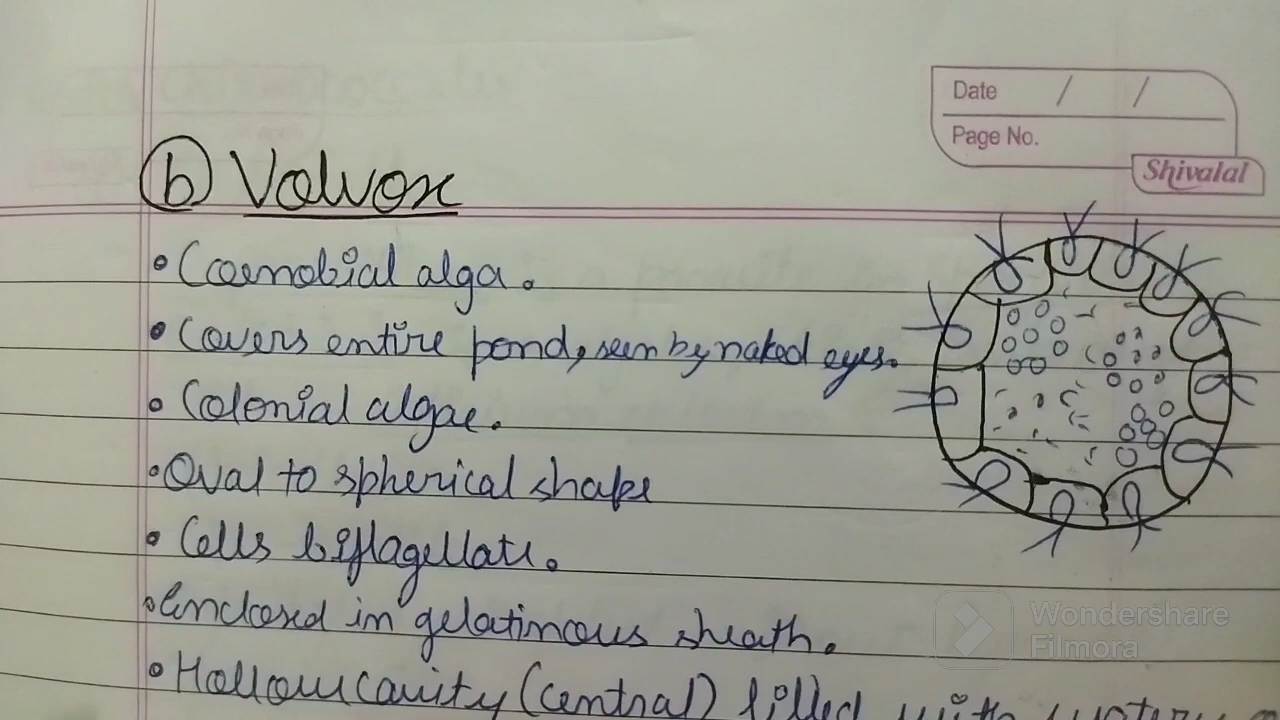 Date / /
Page No.
Shivalal
b Volvox
• Coenobial alga.
• Covers entire pond, seen by naked eyes.
• Colonial algae.
• Oval to spherical shape
• Cells biflagellate.
• Enclosed in gelatinous sheath.
• Hollow cavity (central) filled with watery
Wondershare
Filmora